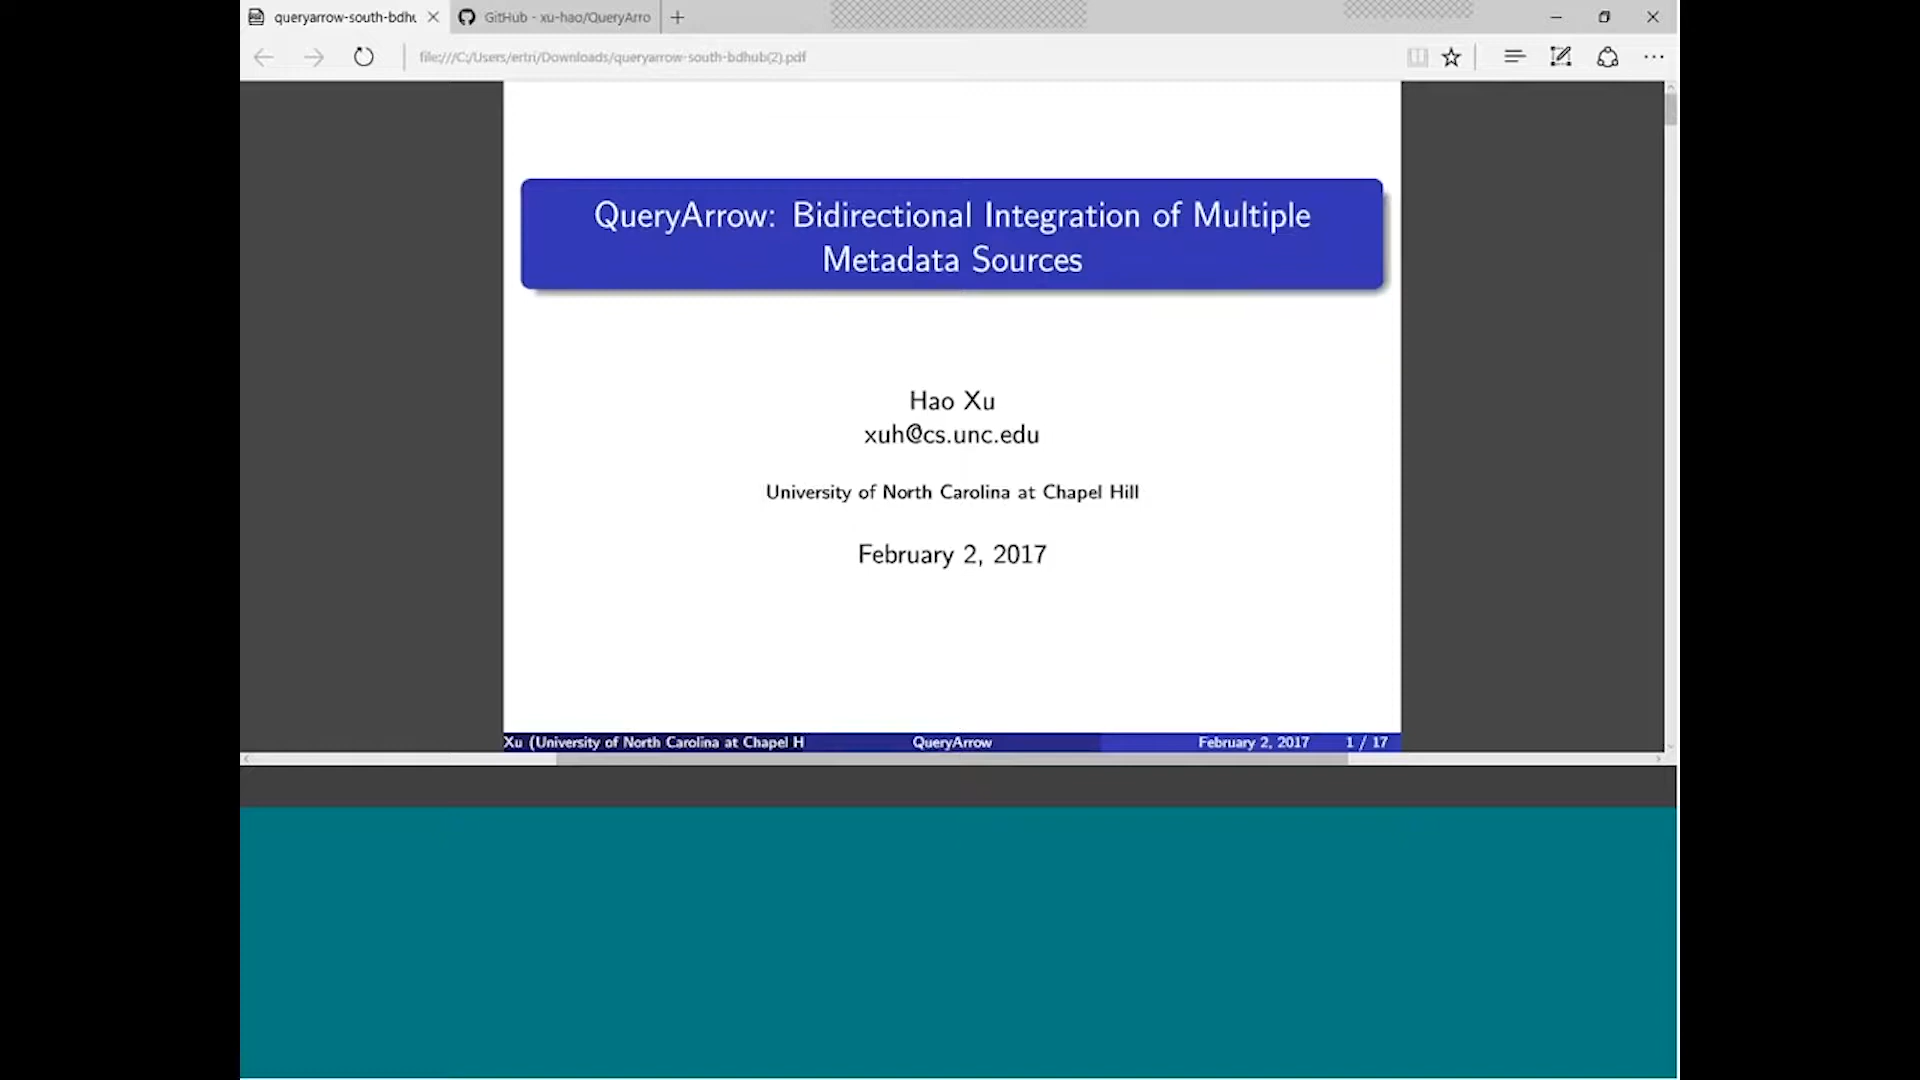 queryarrow-south-bdhu
GitHub - xu-hao/QueryArro
file:///C:/Users/ertri/Downloads/queryarrow-south-bdhub(2).pdf
QueryArrow: Bidirectional Integration of Multiple
Metadata Sources
Hao Xu
xuh@cs.unc.edu
University of North Carolina at Chapel Hill
February 2, 2017
Xu (University of North Carolina at Chapel H QueryArrow February 2, 2017 1 / 17